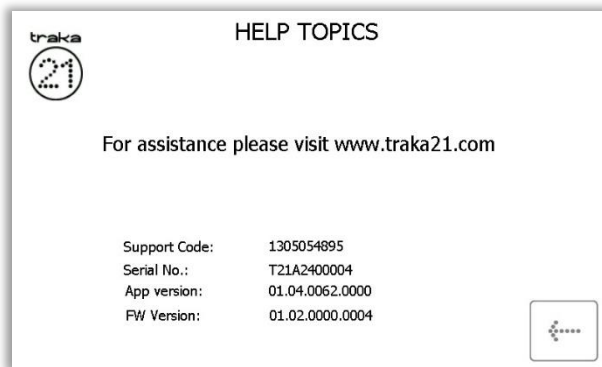 traka
21
HELP TOPICS
For assistance please visit www.traka21.com
Support Code: 1305054895
Serial No.: T21A2400004
App version: 01.04.0062.0000
FW Version: 01.02.0000.0004